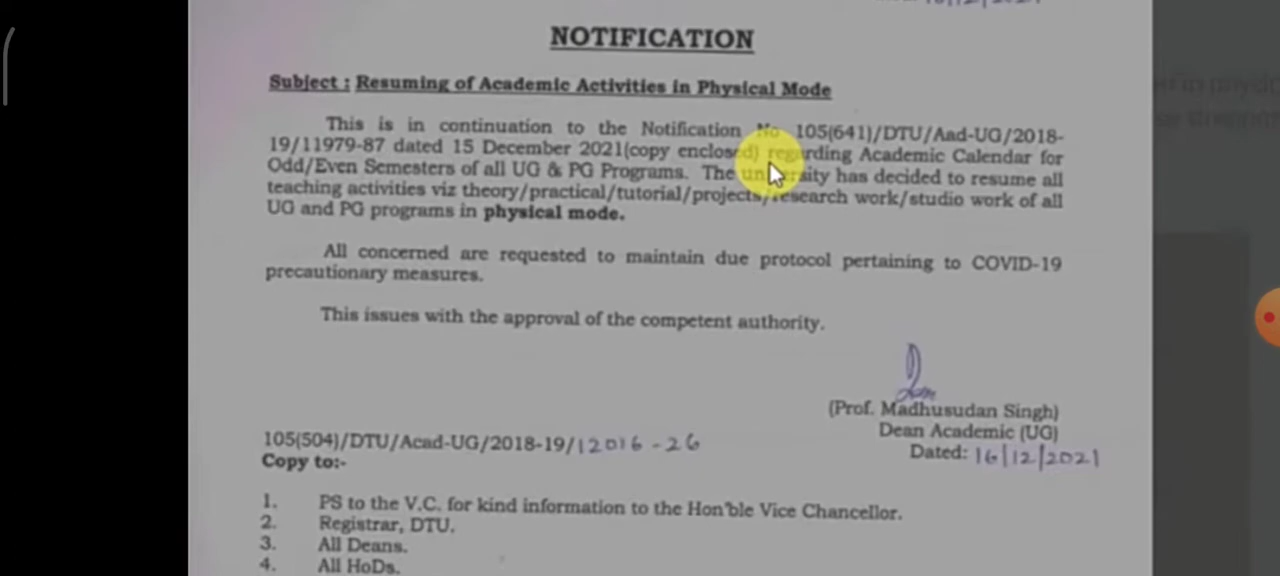 NOTIFICATION
Subject : Resuming of Academic Activities in Physical Mode
This is in continuation to the Notification No 105(641)/DTU/Aad-UG/2018-
19/11979-87 dated 15 December 2021(copy enclosed) regarding Academic Calendar for
Odd/Even Semesters of all UG & PG Programs. The university has decided to resume all
teaching activities viz theory/practical/tutorial/projects/research work/studio work of all
UG and PG programs in physical mode.
All concerned are requested to maintain due protocol pertaining to COVID-19
precautionary measures.
This issues with the approval of the competent authority.
(Prof. Madhusudan Singh)
Dean Academic (UG)
Dated: 16/12/2021
105(504)/DTU/Acad-UG/2018-19/12016-26
Copy to:-
1. PS to the V.C. for kind information to the Hon'ble Vice Chancellor.
2. Registrar, DTU.
3. All Deans.
4. All HoDs.